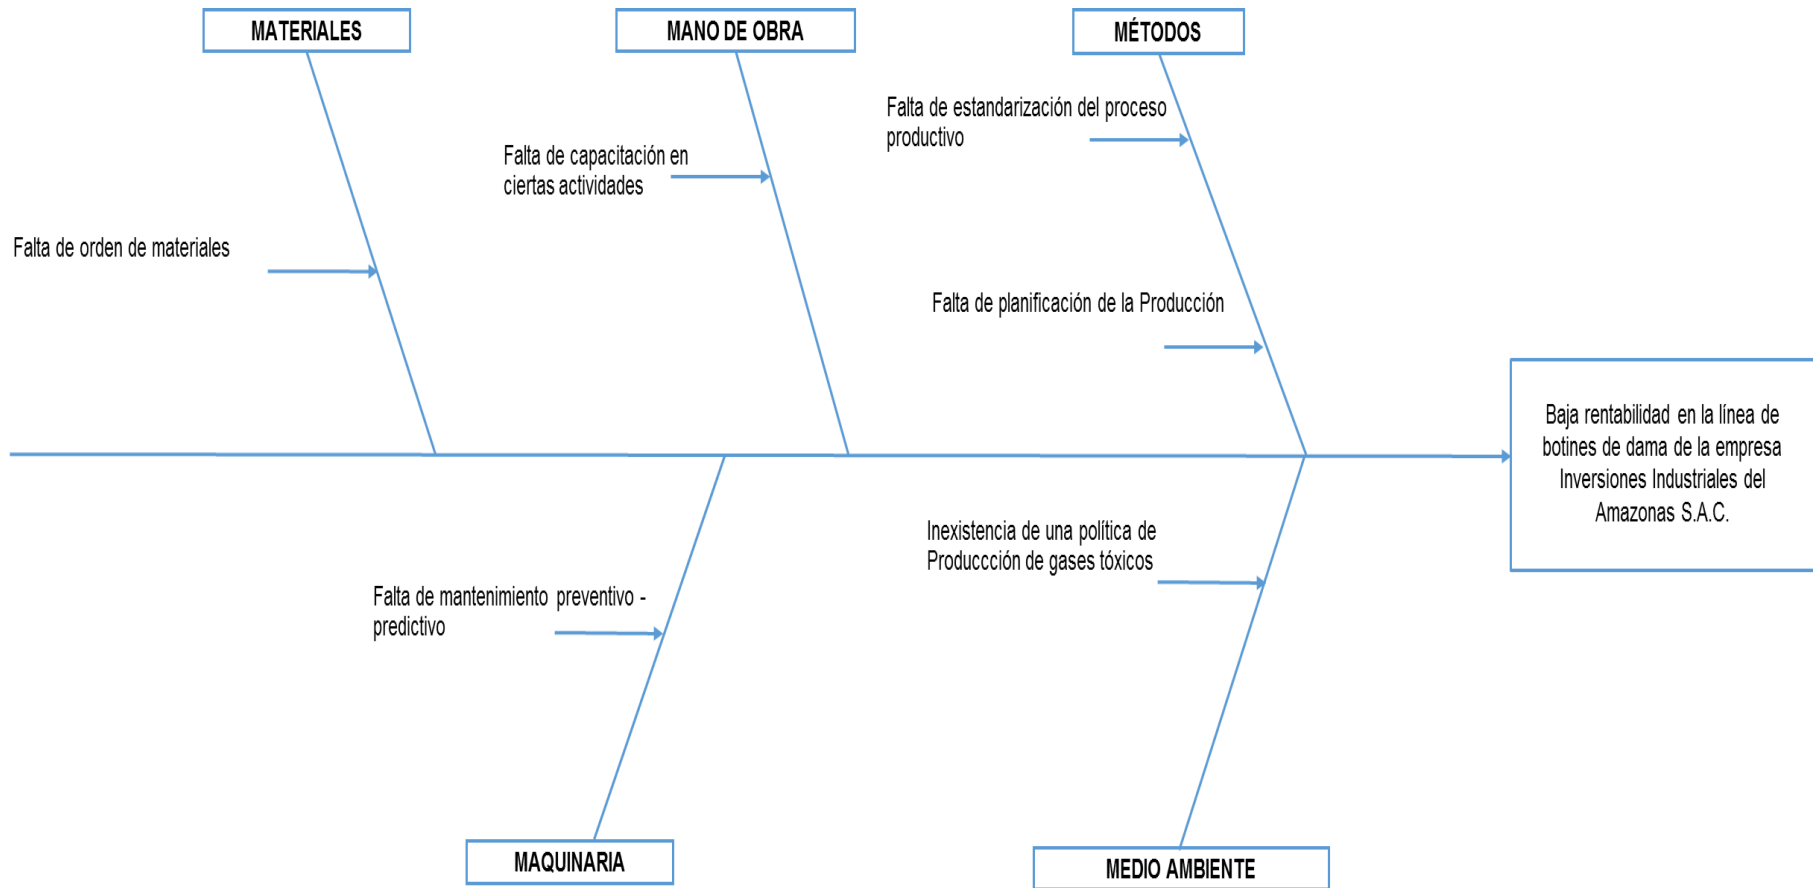 MATERIALES
MANO DE OBRA
MÉTODOS
Falta de estandarización del proceso
productivo
Falta de capacitación en
ciertas actividades
Falta de orden de materiales
Falta de planificación de la Producción
Baja rentabilidad en la línea de
botines de dama de la empresa
Inversiones Industriales del
Amazonas S.A.C.
Inexistencia de una política de
Produccción de gases tóxicos
Falta de mantenimiento preventivo -
predictivo
MAQUINARIA
MEDIO AMBIENTE